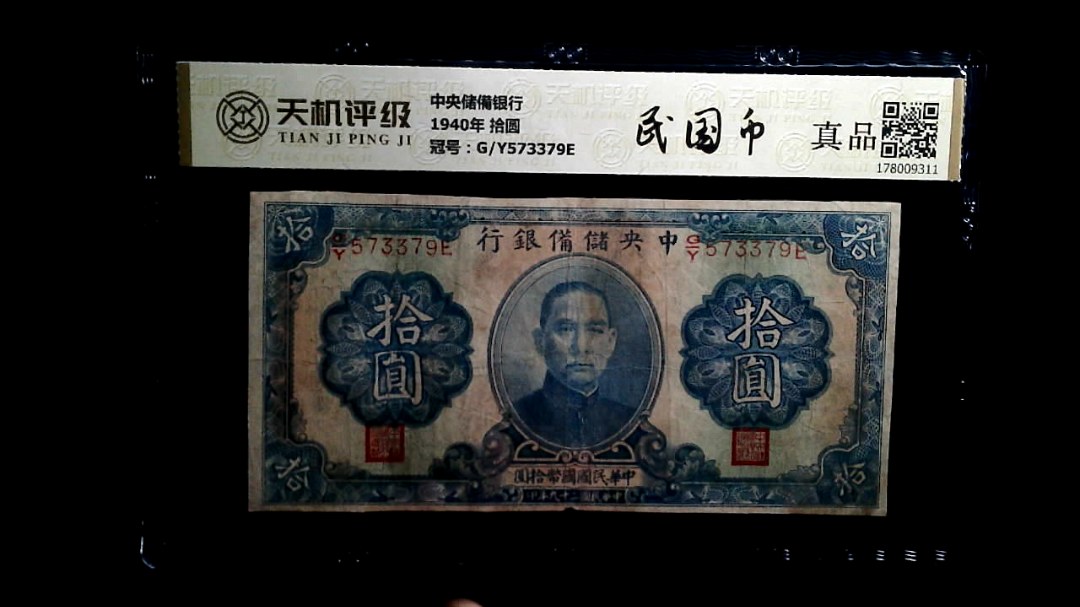 天机评级
TIAN JI PING JI
中央储備银行
1940年 拾圆
冠号：G/Y573379E
民国币
真品
178009311
拾
拾
行銀備儲央中
G/Y 573379E
G/Y 573379E
拾圓
拾圓
圓拾幣國國民華中
拾
拾